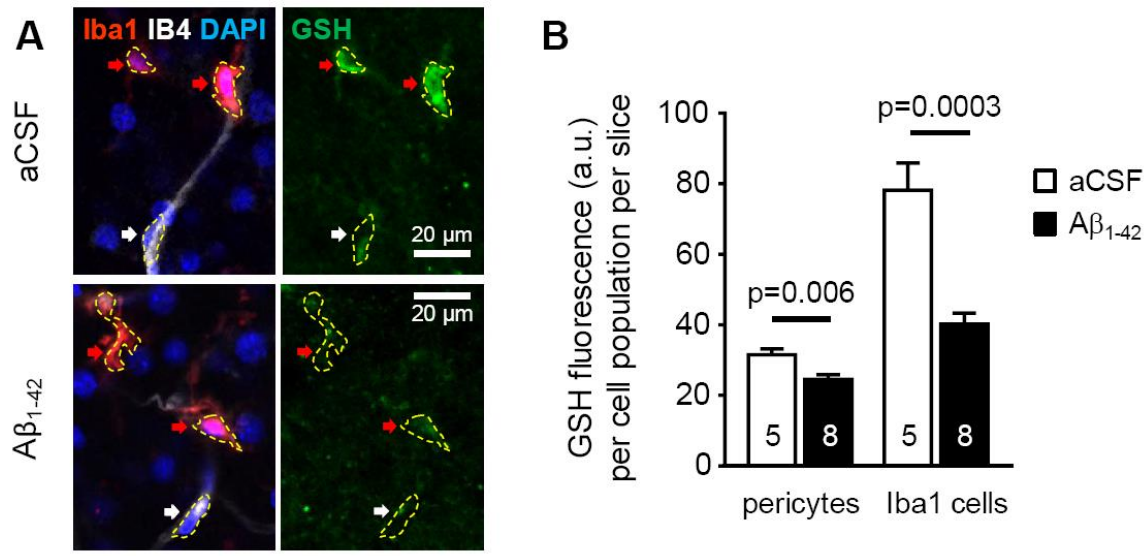 A
Iba1 IB4 DAPI
GSH
aCSF
20 µm
20 µm
Aβ1-42
B
GSH fluorescence (a.u.)
per cell population per slice
100
80
60
40
20
0
p=0.006
p=0.0003
5
8
5
8
pericytes
Iba1 cells
aCSF
Aβ1-42